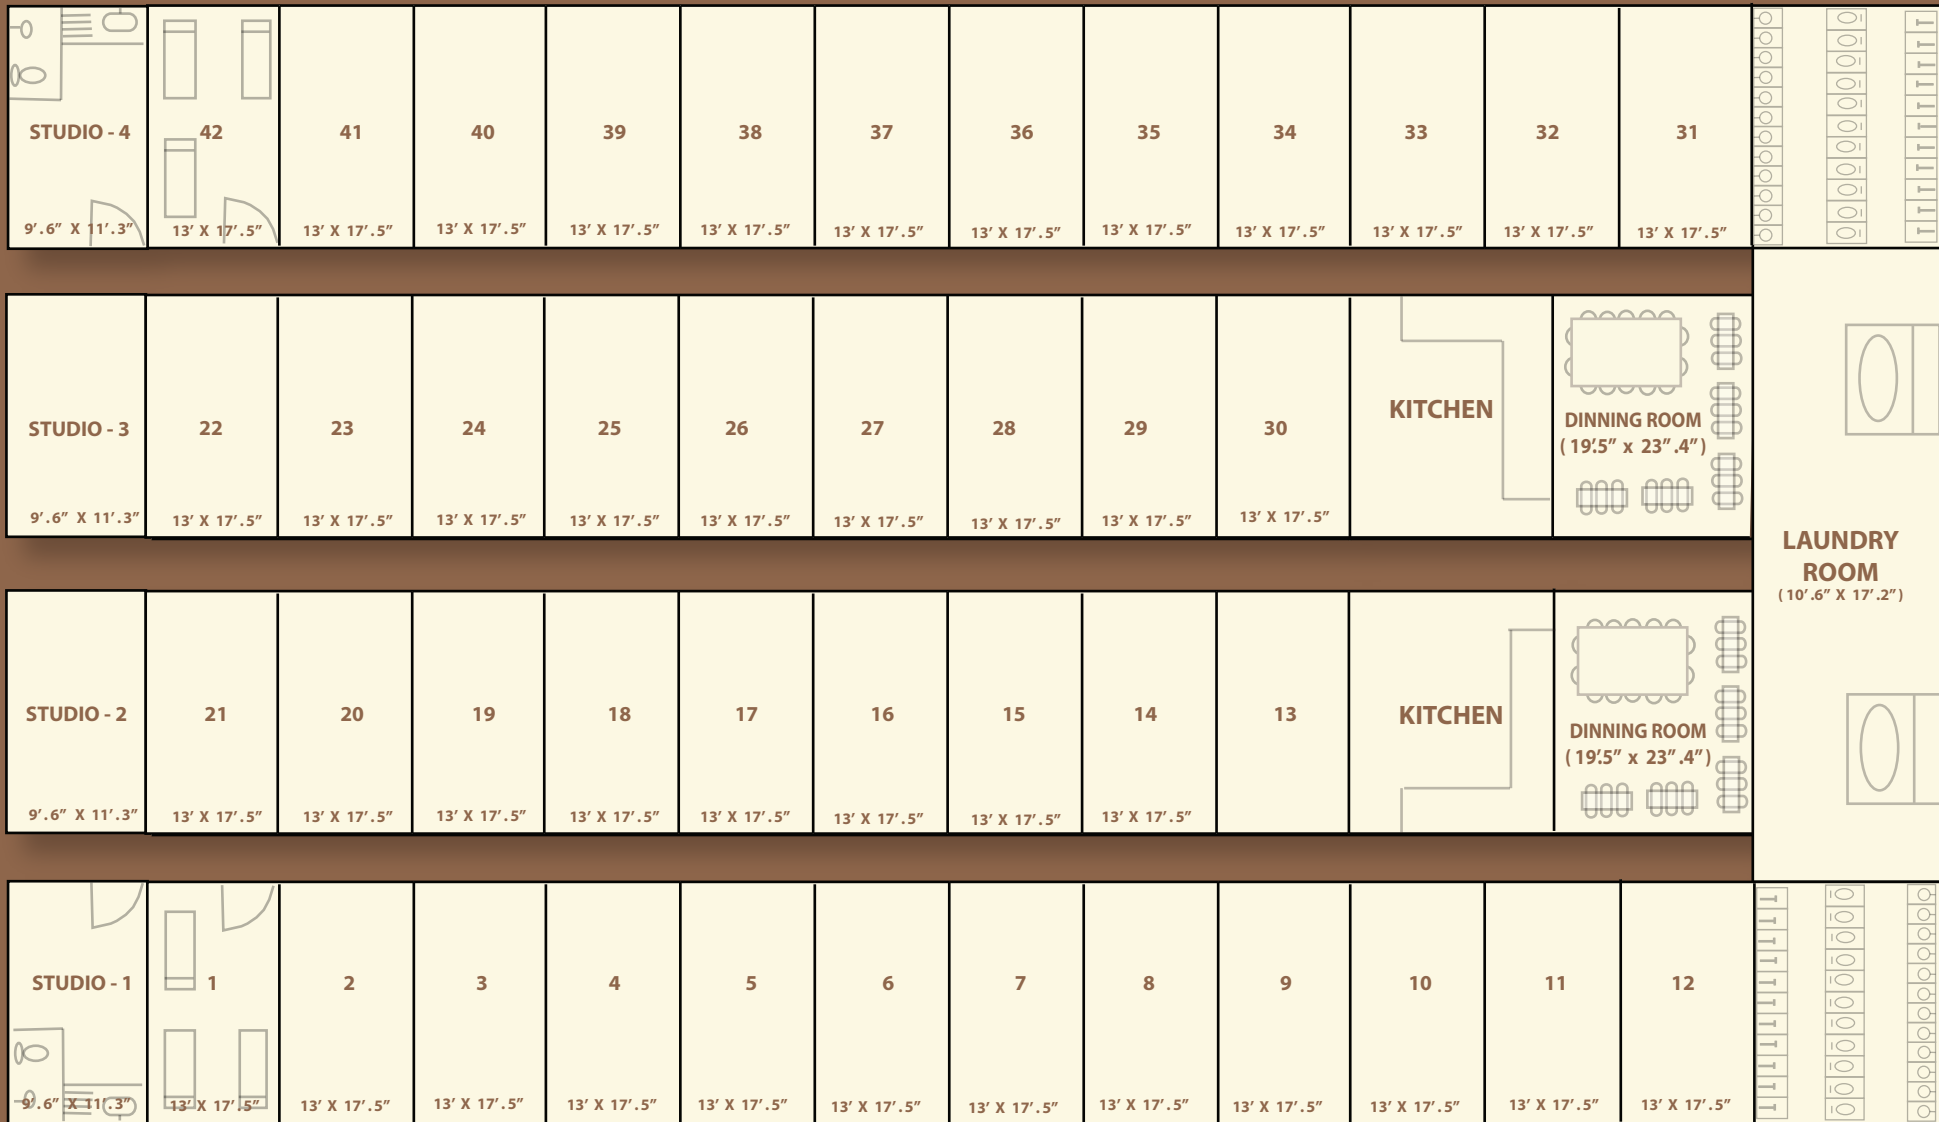 STUDIO - 4
42
41
40
39
38
37
36
35
34
33
32
31
9'.6" X 11'.3"
13' X 17'.5"
13' X 17'.5"
13' X 17'.5"
13' X 17'.5"
13' X 17'.5"
13' X 17'.5"
13' X 17'.5"
13' X 17'.5"
13' X 17'.5"
13' X 17'.5"
13' X 17'.5"
13' X 17'.5"
STUDIO - 3
22
23
24
25
26
27
28
29
30
KITCHEN
DINNING ROOM
( 19'.5" x 23".4" )
9'.6" X 11'.3"
13' X 17'.5"
13' X 17'.5"
13' X 17'.5"
13' X 17'.5"
13' X 17'.5"
13' X 17'.5"
13' X 17'.5"
13' X 17'.5"
13' X 17'.5"
LAUNDRY
ROOM
( 10'.6" X 17'.2")
STUDIO - 2
21
20
19
18
17
16
15
14
13
KITCHEN
DINNING ROOM
( 19'.5" x 23".4" )
9'.6" X 11'.3"
13' X 17'.5"
13' X 17'.5"
13' X 17'.5"
13' X 17'.5"
13' X 17'.5"
13' X 17'.5"
13' X 17'.5"
13' X 17'.5"
STUDIO - 1
1
2
3
4
5
6
7
8
9
10
11
12
9'.6" X 11'.3"
13' X 17'.5"
13' X 17'.5"
13' X 17'.5"
13' X 17'.5"
13' X 17'.5"
13' X 17'.5"
13' X 17'.5"
13' X 17'.5"
13' X 17'.5"
13' X 17'.5"
13' X 17'.5"
13' X 17'.5"